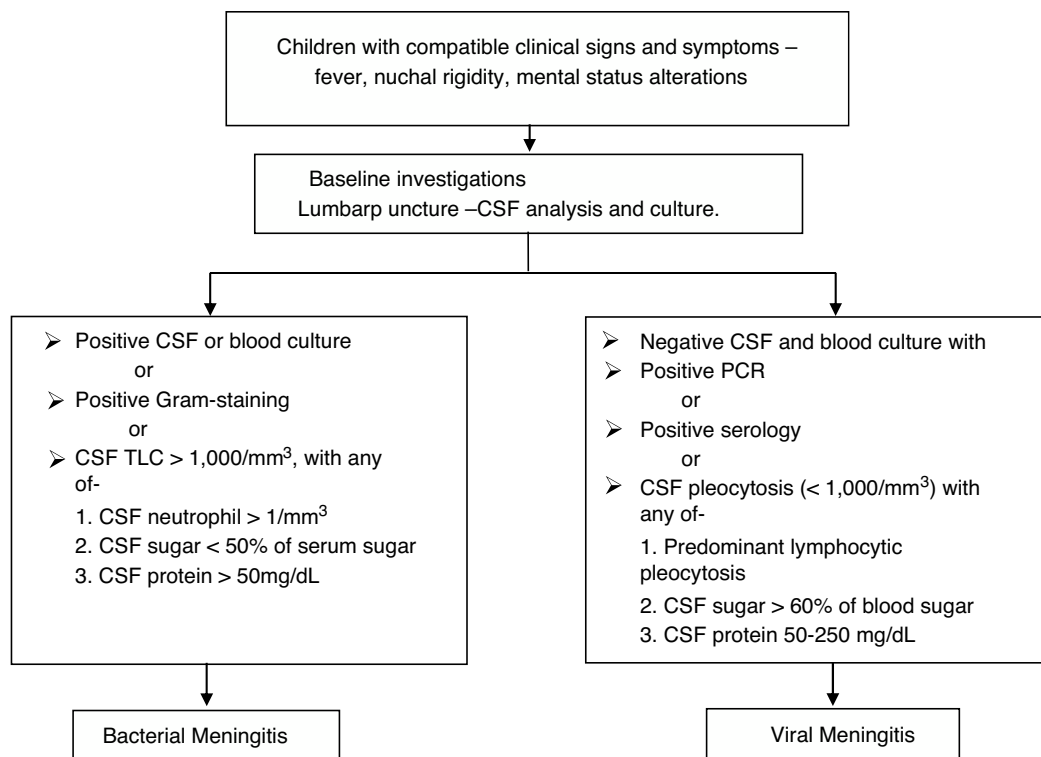 Children with compatible clinical signs and symptoms –
fever, nuchal rigidity, mental status alterations
Baseline investigations
Lumbarp uncture –CSF analysis and culture.
➢ Positive CSF or blood culture
or
➢ Positive Gram-staining
or
➢ CSF TLC > 1,000/mm³, with any
of-
1. CSF neutrophil > 1/mm³
2. CSF sugar < 50% of serum sugar
3. CSF protein > 50mg/dL
➢ Negative CSF and blood culture with
➢ Positive PCR
or
➢ Positive serology
or
➢ CSF pleocytosis (< 1,000/mm³) with
any of-
1. Predominant lymphocytic
pleocytosis
2. CSF sugar > 60% of blood sugar
3. CSF protein 50-250 mg/dL
Bacterial Meningitis
Viral Meningitis